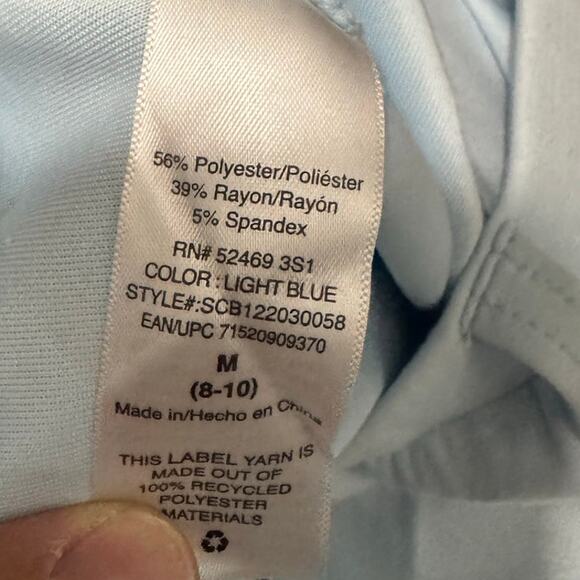 56% Polyester/Poliéster
39% Rayon/Rayón
5% Spandex
RN# 52469 3S1
COLOR : LIGHT BLUE
STYLE#:SCB122030058
EAN/UPC 71520909370
M
(8-10)
Made in/Hecho en China
THIS LABEL YARN IS
MADE OUT OF
100% RECYCLED
POLYESTER
MATERIALS